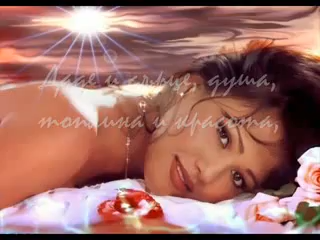 Даде й сърце, душа,
топлина и красота,